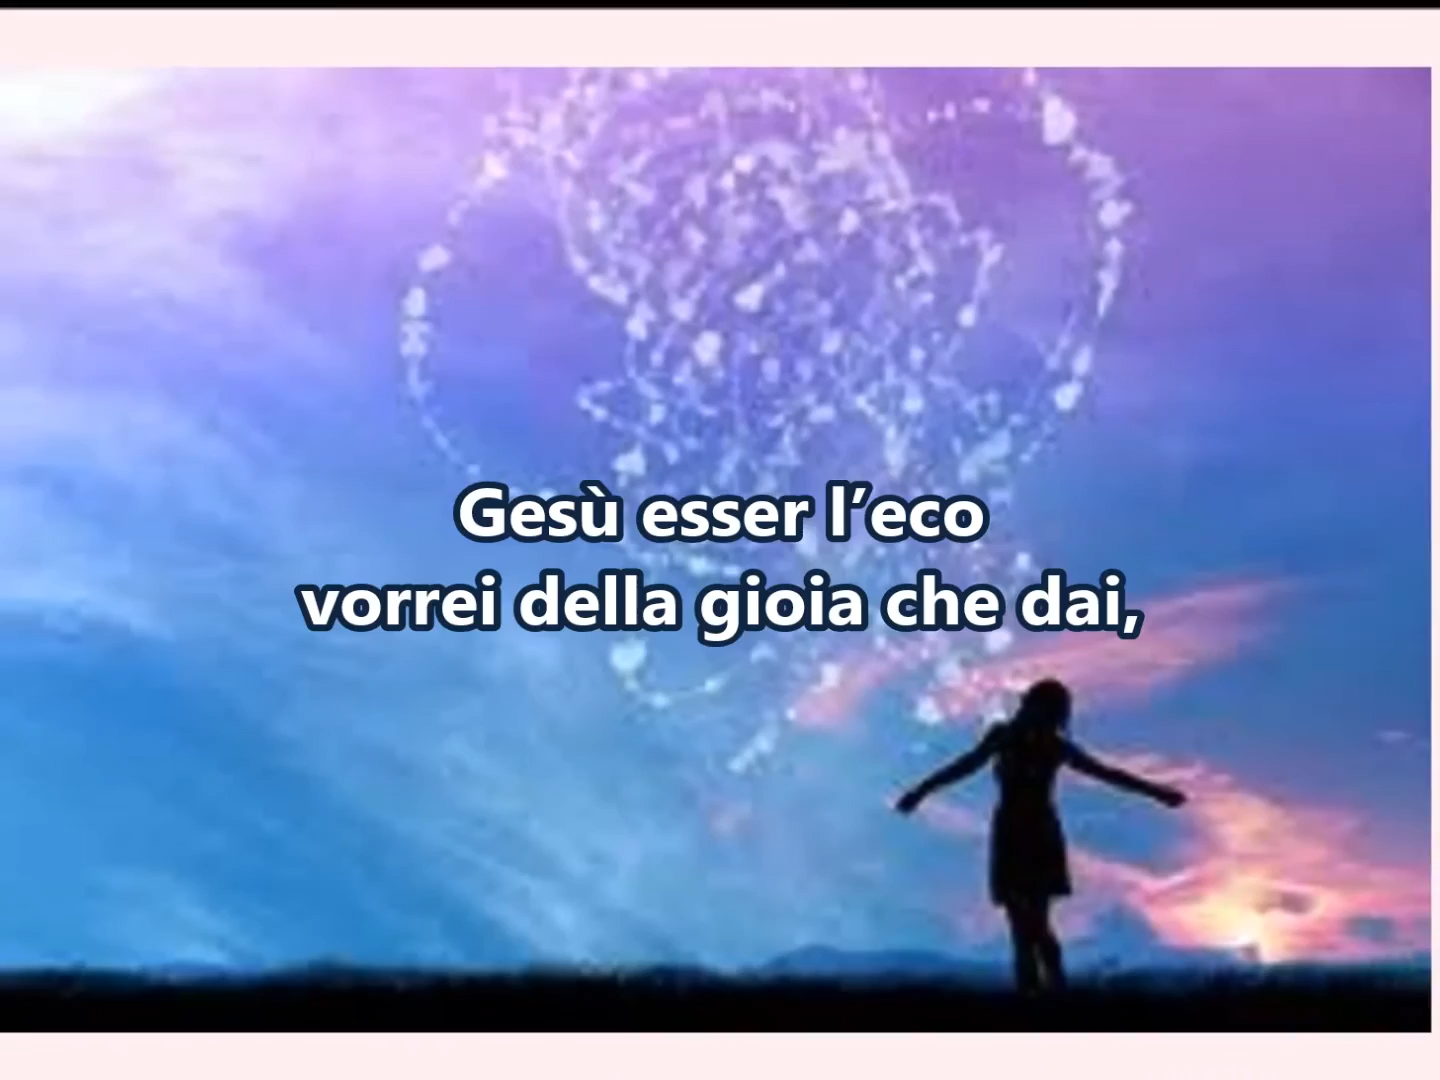 Gesù esser l’eco
vorrei della gioia che dai,